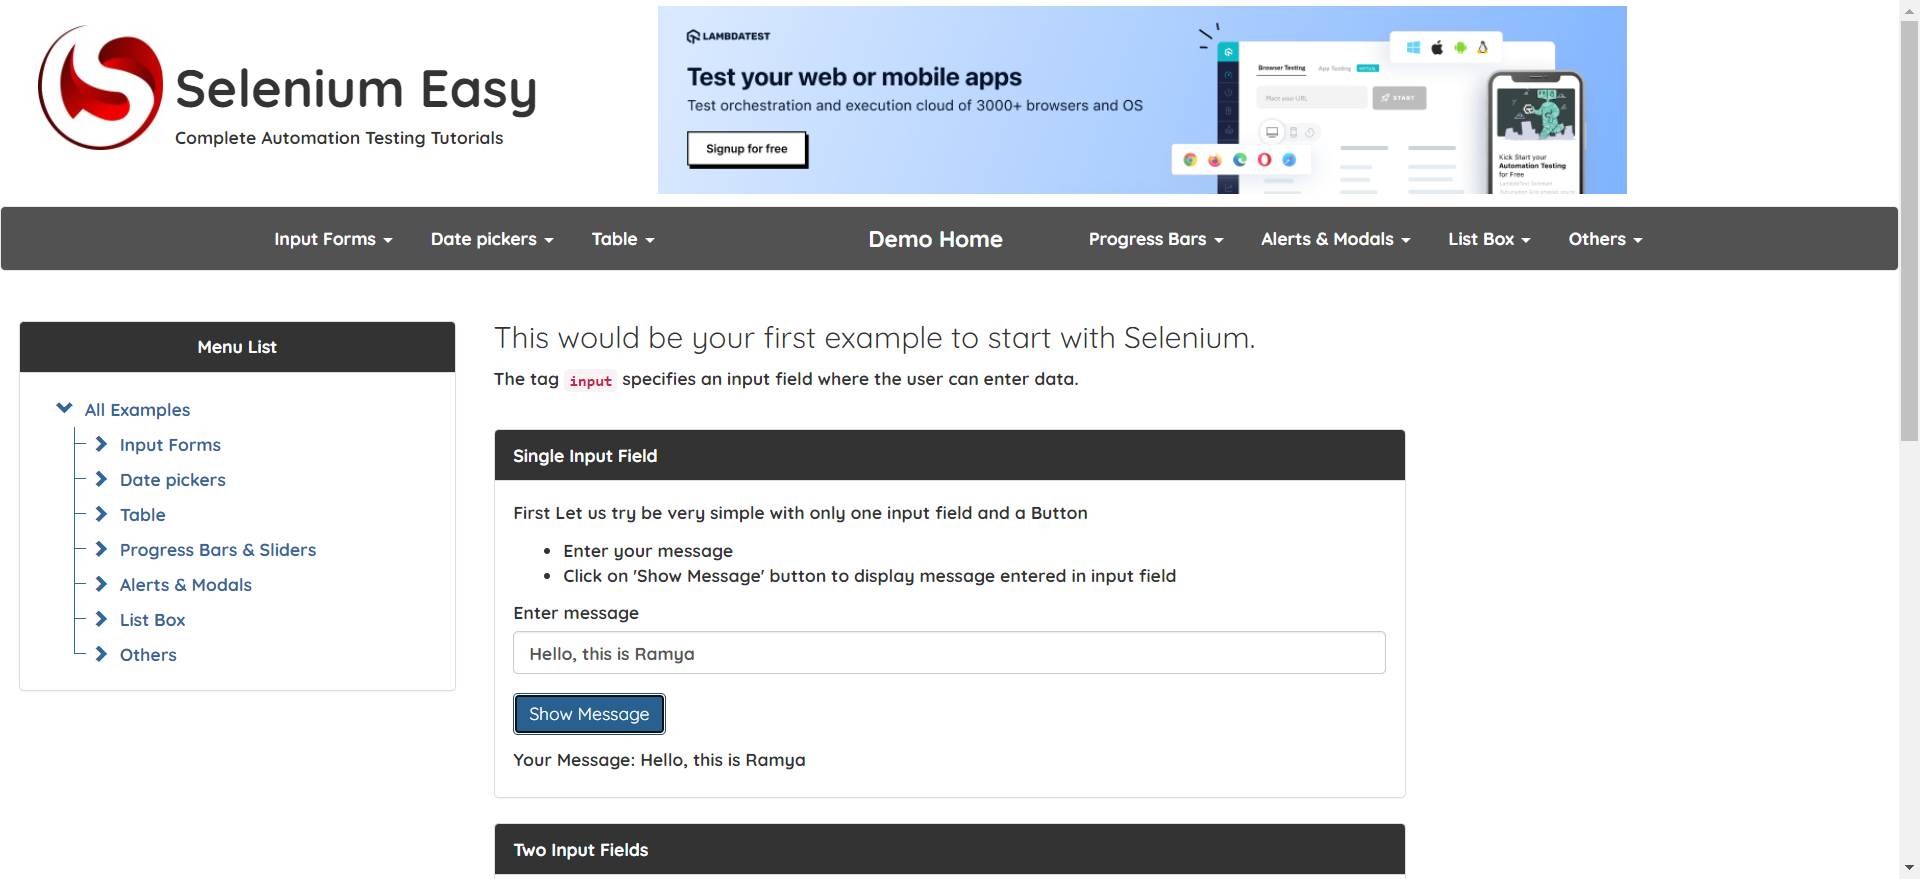 Selenium Easy
Complete Automation Testing Tutorials
LAMBDATEST
Test your web or mobile apps
Test orchestration and execution cloud of 3000+ browsers and OS
Signup for free
Browser Testing
App Testing
Place your URL
START
Kick Start your
Automation Testing
for Free
LambdaTest Selenium
Input Forms
Date pickers
Table
Demo Home
Progress Bars
Alerts & Modals
List Box
Others
Menu List
All Examples
Input Forms
Date pickers
Table
Progress Bars & Sliders
Alerts & Modals
List Box
Others
This would be your first example to start with Selenium.
The tag input specifies an input field where the user can enter data.
Single Input Field
First Let us try be very simple with only one input field and a Button
Enter your message
Click on 'Show Message' button to display message entered in input field
Enter message
Hello, this is Ramya
Show Message
Your Message: Hello, this is Ramya
Two Input Fields